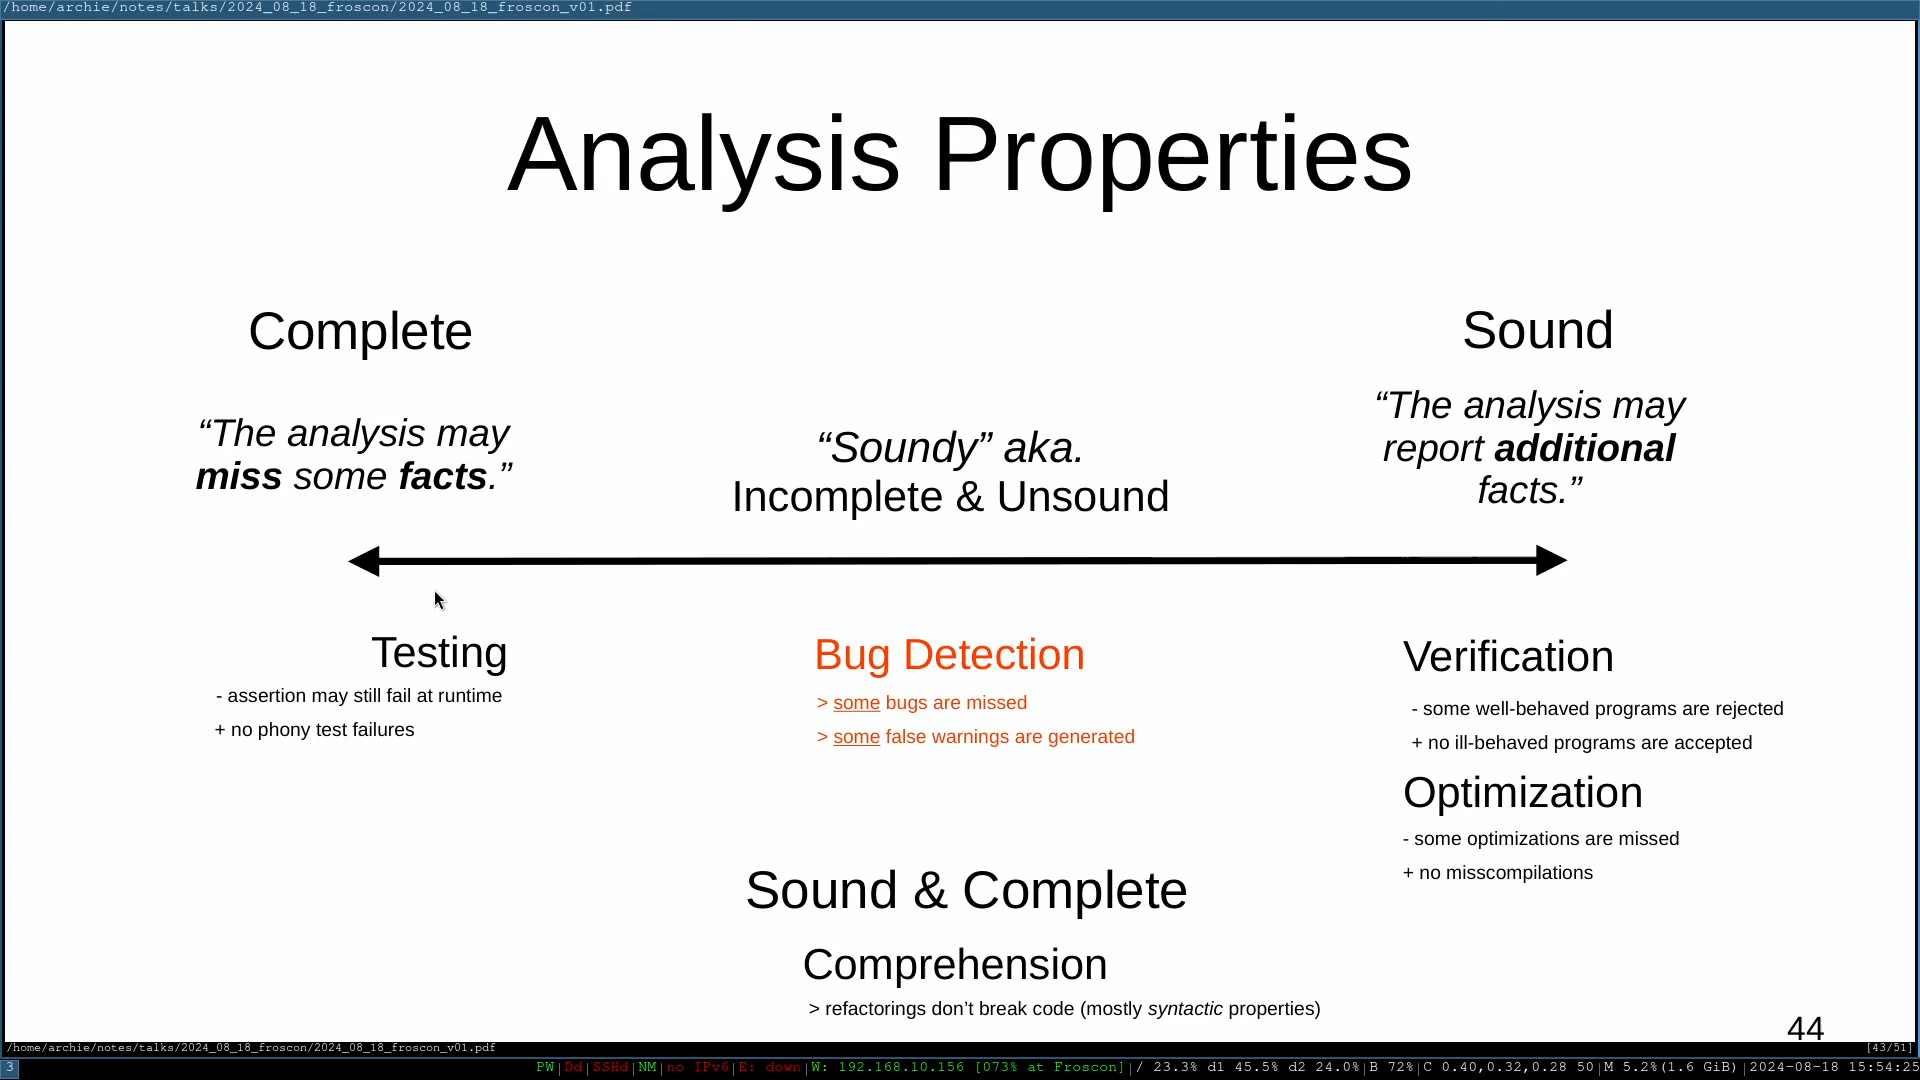 /home/archie/notes/talks/2024_08_18_froscon/2024_08_18_froscon_v01.pdf
Analysis Properties
Complete
“The analysis may
miss some facts.”
“Soundy” aka.
Incomplete & Unsound
Sound
“The analysis may
report additional
facts.”
Testing
- assertion may still fail at runtime
+ no phony test failures
Bug Detection
> some bugs are missed
> some false warnings are generated
Verification
- some well-behaved programs are rejected
+ no ill-behaved programs are accepted
Optimization
- some optimizations are missed
+ no misscompilations
Sound & Complete
Comprehension
> refactorings don’t break code (mostly syntactic properties)
44
/home/archie/notes/talks/2024_08_18_froscon/2024_08_18_froscon_v01.pdf [43/51]
3 PW|Dd|SSHd|NM|no IPv6|E: down|W: 192.168.10.156 [073% at Froscon]|/ 23.3% d1 45.5% d2 24.0%|B 72%|C 0.40,0.32,0.28 50|M 5.2%(1.6 GiB)|2024-08-18 15:54:25